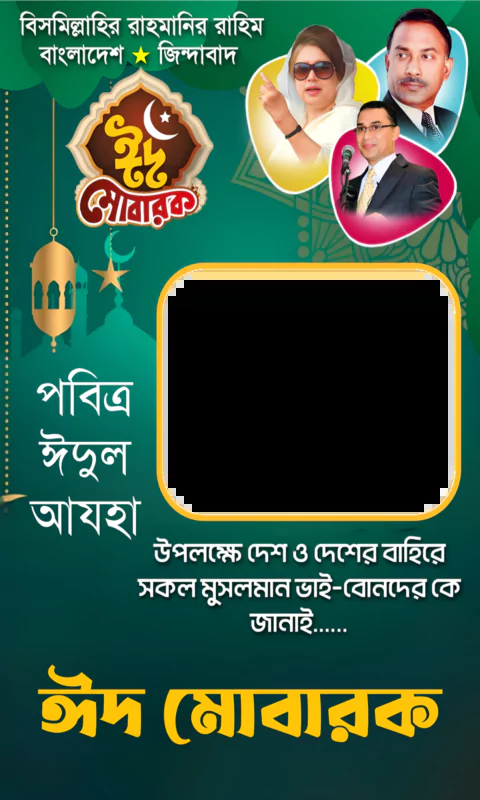 বিসমিল্লাহির রাহমানির রাহিম
বাংলাদেশ ★ জিন্দাবাদ
ঈদ
মোবারক
পবিত্র
ঈদুল
আযহা
উপলক্ষে দেশ ও দেশের বাহিরে
সকল মুসলমান ভাই-বোনদের কে
জানাই......
ঈদ মোবারক